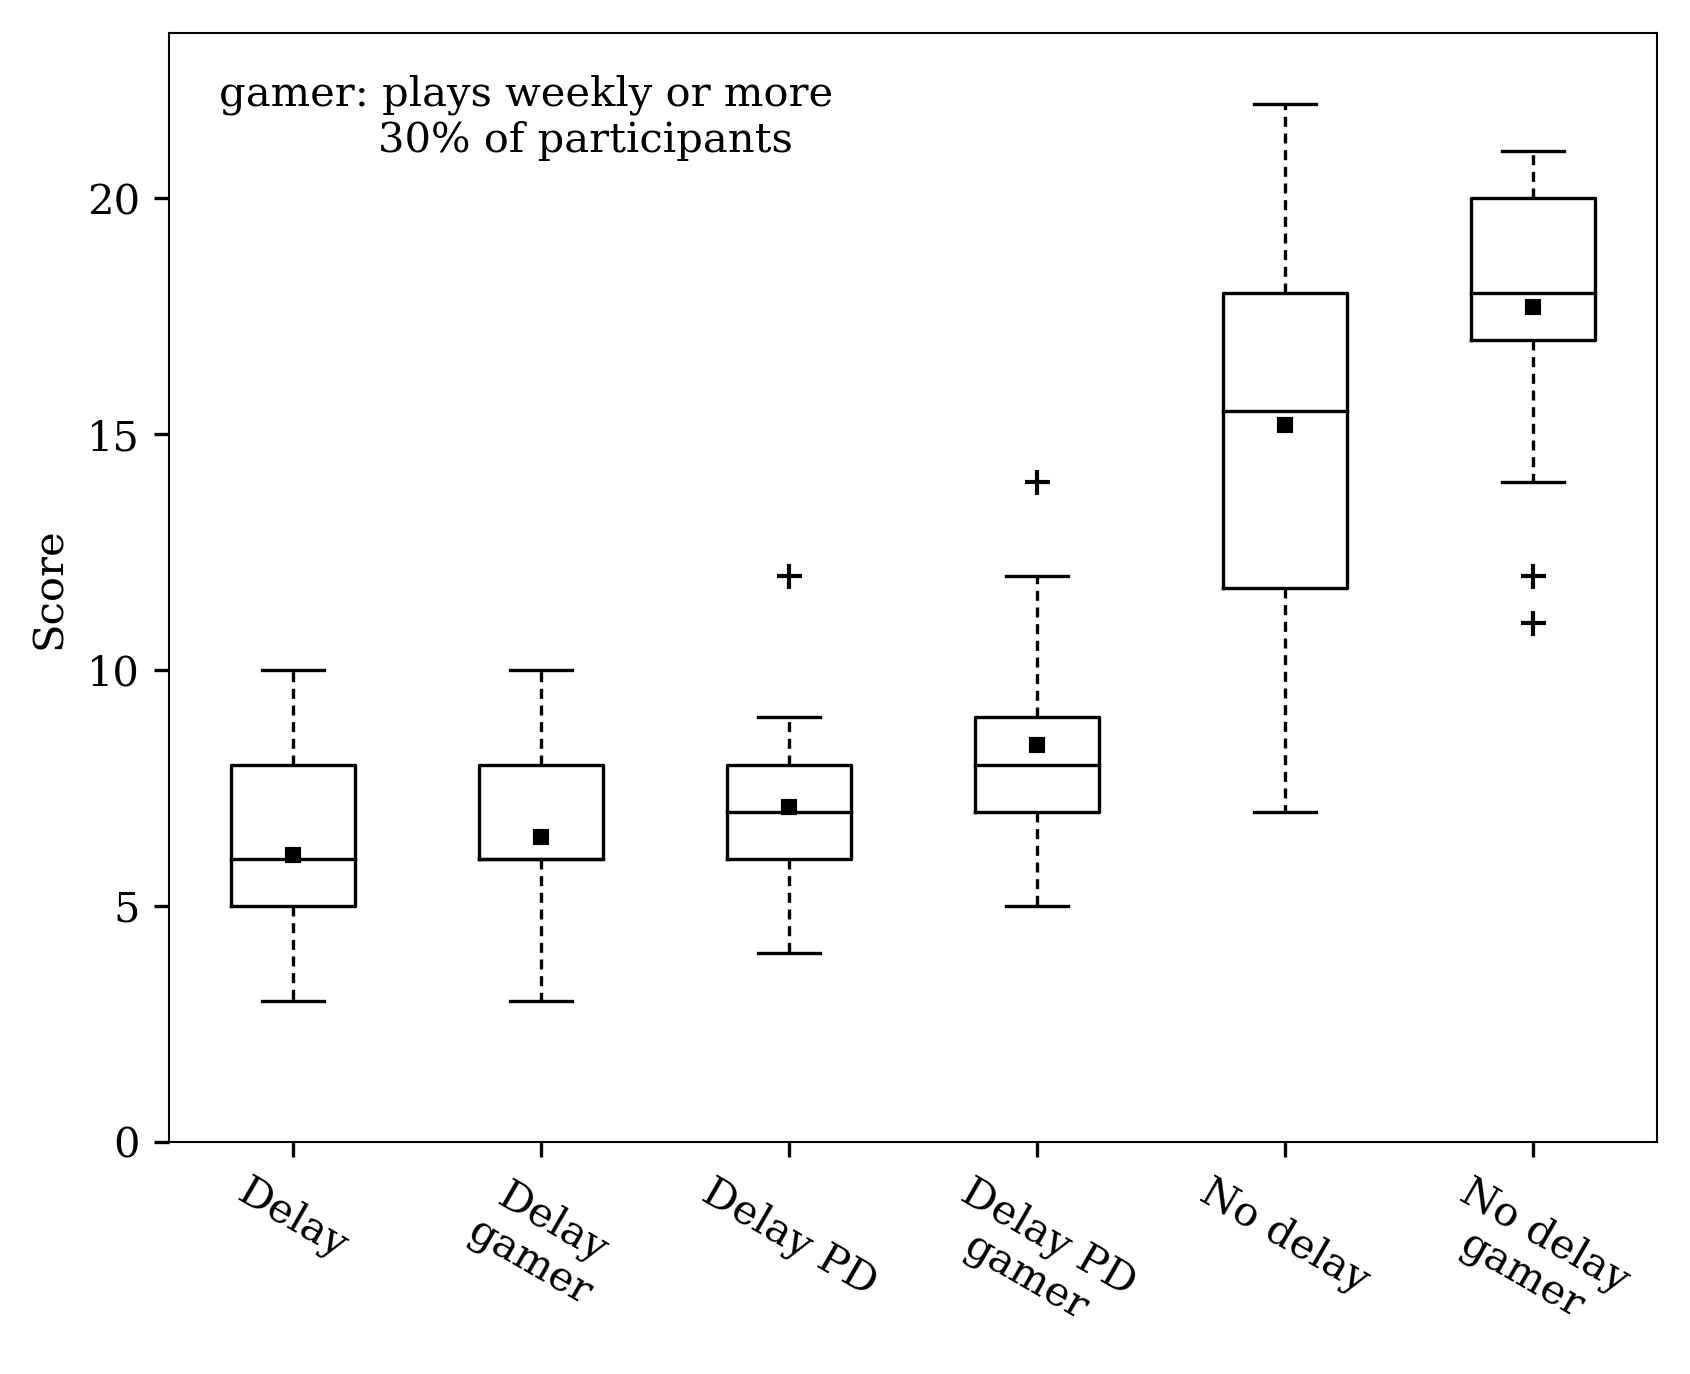 gamer: plays weekly or more
30% of participants
20
15
10
5
0
Score
Delay
Delay
gamer
Delay PD
Delay PD
gamer
No delay
No delay
gamer